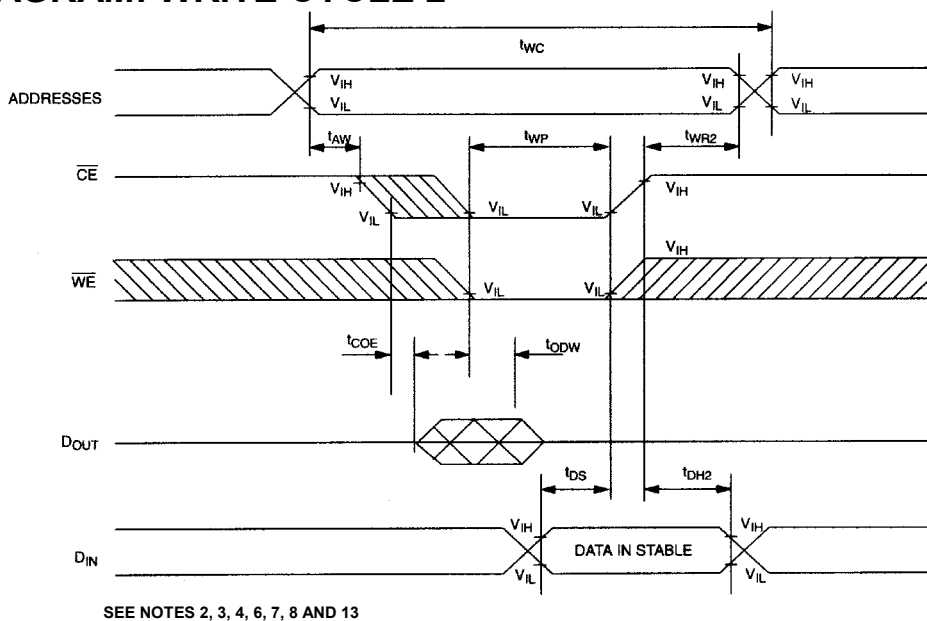 tWC
ADDRESSES
VIH
VIL
VIH
VIL
VIH
VIL
tAW
tWP
tWR2
CE
VIH
VIL
VIL
VIL
VIH
WE
VIL
VIL
VIH
tCOE
tODW
DOUT
tDS
tDH2
DIN
VIH
VIL
DATA IN STABLE
VIH
VIL
SEE NOTES 2, 3, 4, 6, 7, 8 AND 13